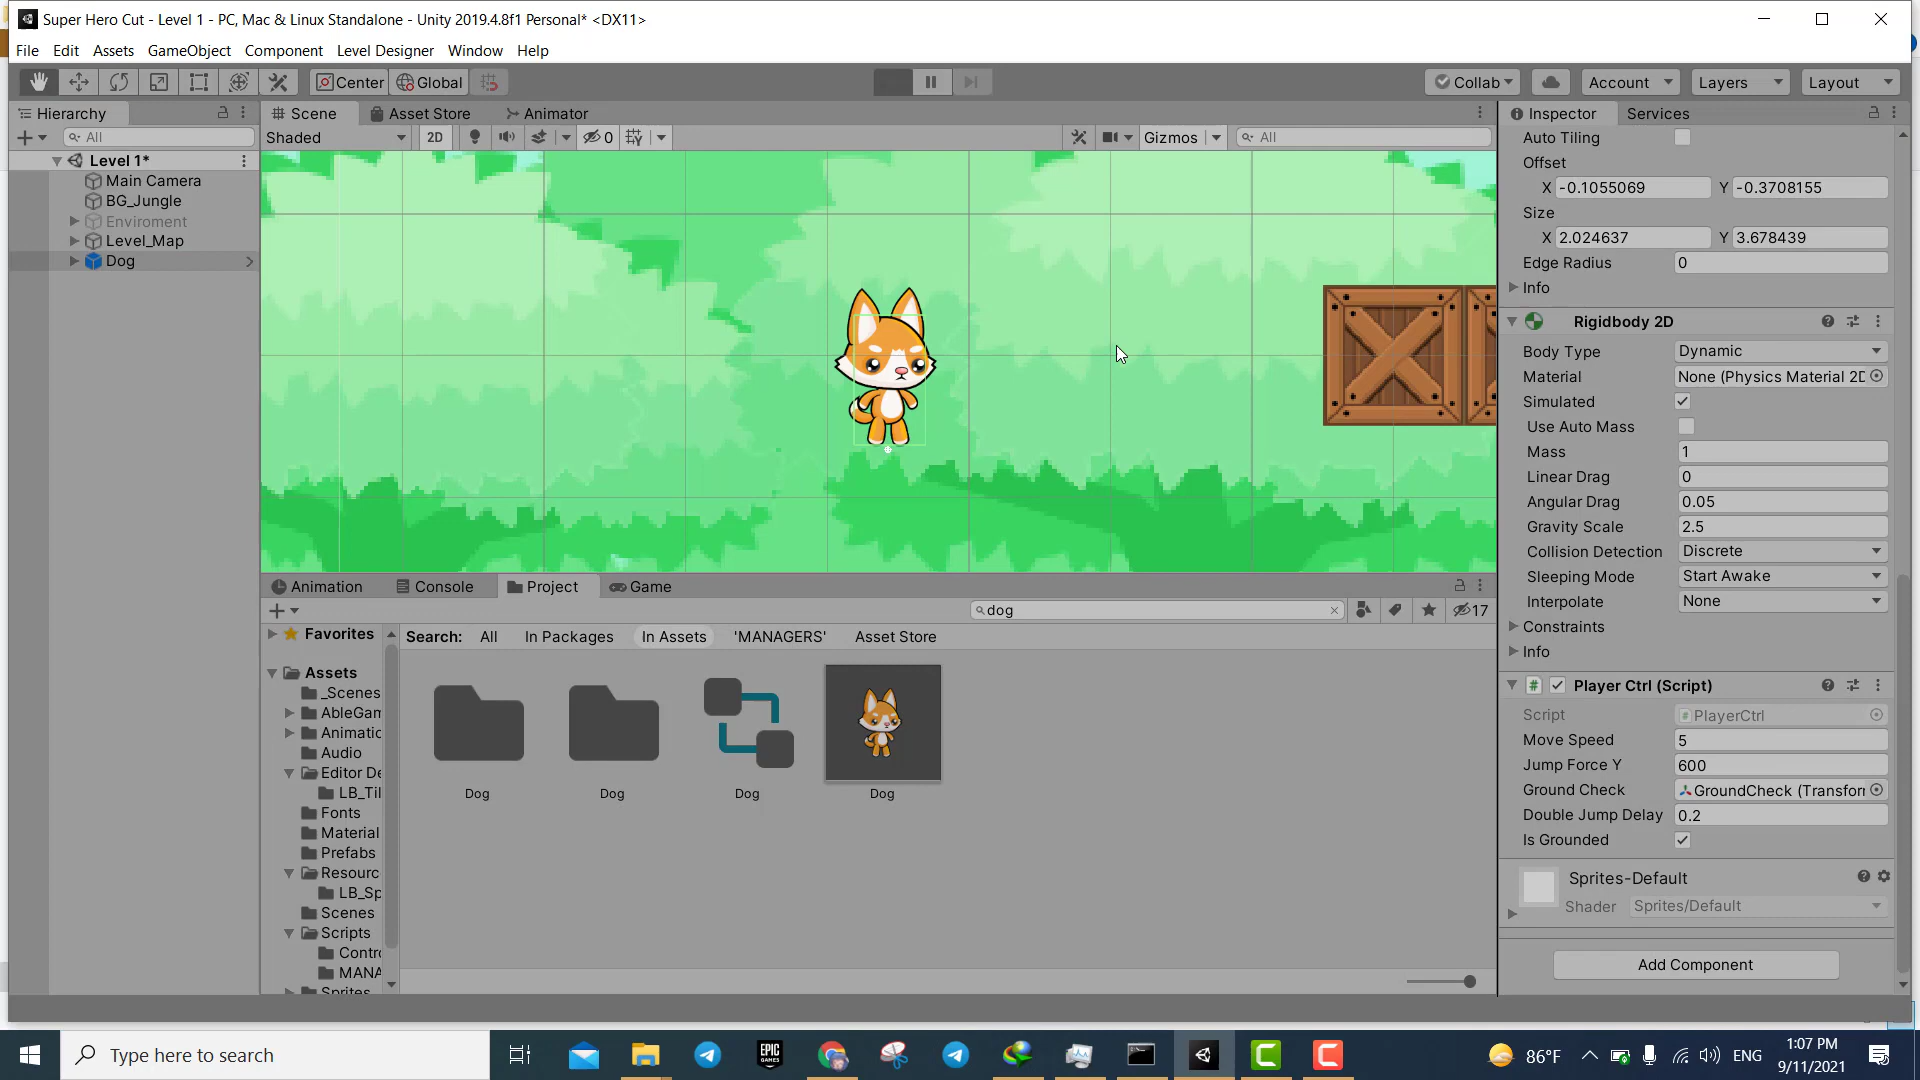 Super Hero Cut - Level 1 - PC, Mac & Linux Standalone - Unity 2019.4.8f1 Personal* <DX11>
File Edit Assets GameObject Component Level Designer Window Help
Center Global Collab Account Layers Layout
Hierarchy Scene Asset Store Animator Inspector Services
All Shaded 2D 0 Gizmos All
Level 1*
Main Camera
BG_Jungle
Enviroment
Level_Map
Dog
Auto Tiling
Offset
X -0.1055069 Y -0.3708155
Size
X 2.024637 Y 3.678439
Edge Radius 0
Info
Rigidbody 2D
Body Type Dynamic
Material None (Physics Material 2D
Simulated
Use Auto Mass
Mass 1
Linear Drag 0
Angular Drag 0.05
Gravity Scale 2.5
Collision Detection Discrete
Sleeping Mode Start Awake
Interpolate None
Constraints
Info
Player Ctrl (Script)
Script PlayerCtrl
Move Speed 5
Jump Force Y 600
Ground Check GroundCheck (Transfor
Double Jump Delay 0.2
Is Grounded
Sprites-Default
Shader Sprites/Default
Add Component
Animation Console Project Game
dog 17
Favorites
Search: All In Packages In Assets 'MANAGERS' Asset Store
Assets
_Scenes
AbleGam
Animatic
Audio
Editor De
LB_Til
Fonts
Material
Prefabs
Resourc
LB_Sp
Scenes
Scripts
Contro
MANA
Sprites
Dog Dog Dog Dog
Type here to search
EPIC GAMES
86°F ENG
1:07 PM
9/11/2021